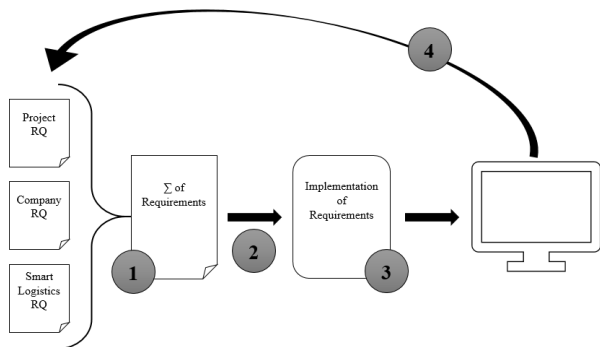 4
Project
RQ
Company
RQ
Smart
Logistics
RQ
∑ of
Requirements
1
2
Implementation
of
Requirements
3